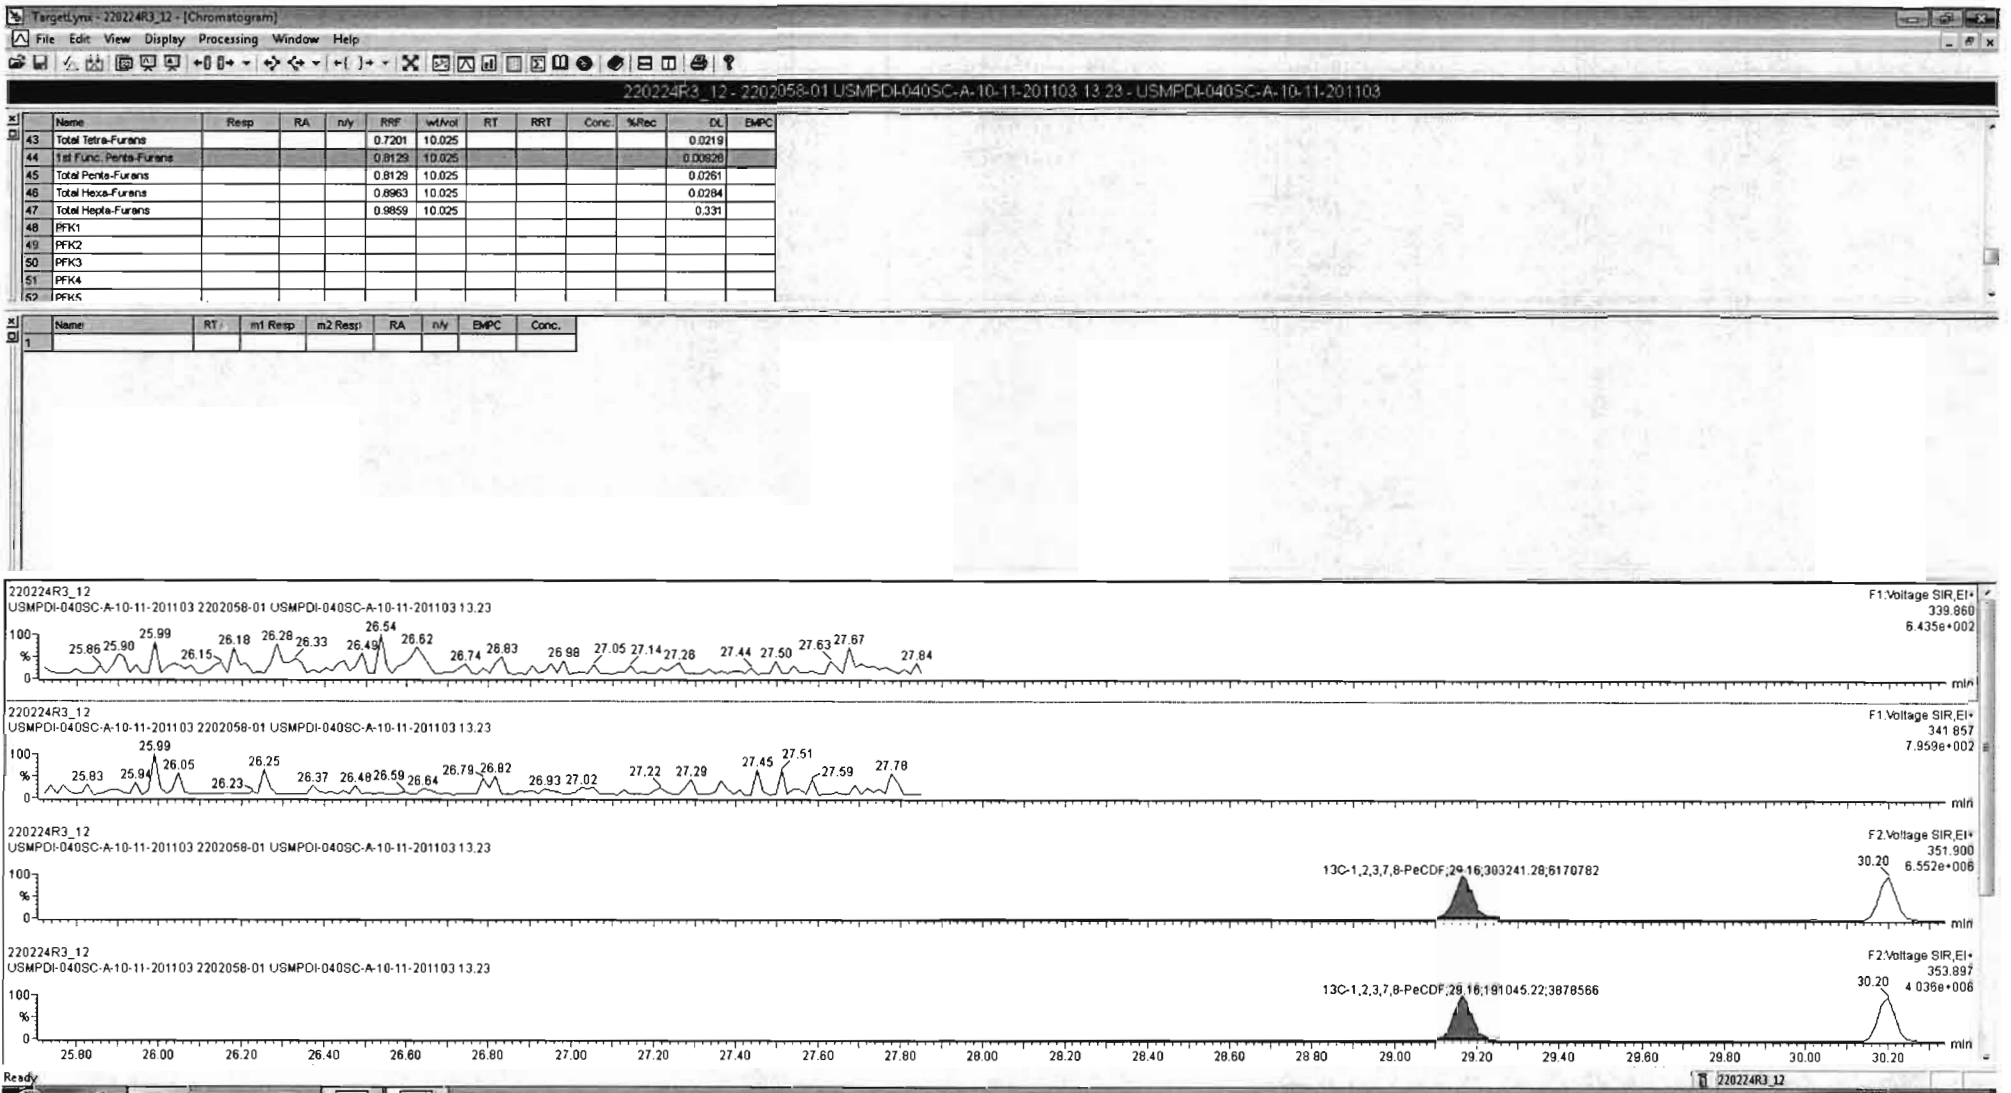 TargetLynx - 220224R3_12 - [Chromatogram]
File Edit View Display Processing Window Help
220224R3_12 - 2202058-01 USMPDI-040SC-A-10-11-201103 13.23 - USMPDI-040SC-A-10-11-201103
Name Resp RA n/y RRF wt/vol RT RRT Conc. %Rec DL EMPC
43 Total Tetra-Furans 0.7201 10.025 0.0219
44 1st Func. Penta-Furans 0.8129 10.025 0.00926
45 Total Penta-Furans 0.8129 10.025 0.0261
46 Total Hexa-Furans 0.8963 10.025 0.0284
47 Total Hepta-Furans 0.9859 10.025 0.331
48 PFK1
49 PFK2
50 PFK3
51 PFK4
52 PFK5
Name RT m1 Resp m2 Resp RA n/y EMPC Conc.
1
220224R3_12 F1:Voltage SIR,EI+
USMPDI-040SC-A-10-11-201103 2202058-01 USMPDI-040SC-A-10-11-201103 13.23 339.860
6.435e+002
100 % 0
25.86 25.90 25.99 26.15 26.18 26.28 26.33 26.49 26.54 26.62 26.74 26.83 26.98 27.05 27.14 27.26 27.44 27.50 27.63 27.67 27.84
min
220224R3_12 F1:Voltage SIR,EI+
USMPDI-040SC-A-10-11-201103 2202058-01 USMPDI-040SC-A-10-11-201103 13.23 341.857
7.959e+002
100 % 0
25.83 25.94 25.99 26.05 26.23 26.25 26.37 26.48 26.59 26.64 26.79 26.82 26.93 27.02 27.22 27.29 27.45 27.51 27.59 27.78
min
220224R3_12 F2:Voltage SIR,EI+
USMPDI-040SC-A-10-11-201103 2202058-01 USMPDI-040SC-A-10-11-201103 13.23 351.900
6.552e+006
100 % 0
13C-1,2,3,7,8-PeCDF;29.16;303241.28;6170782 30.20
min
220224R3_12 F2:Voltage SIR,EI+
USMPDI-040SC-A-10-11-201103 2202058-01 USMPDI-040SC-A-10-11-201103 13.23 353.897
4.036e+006
100 % 0
13C-1,2,3,7,8-PeCDF;29.16;191045.22;3878566 30.20
min
25.80 26.00 26.20 26.40 26.60 26.80 27.00 27.20 27.40 27.60 27.80 28.00 28.20 28.40 28.60 28.80 29.00 29.20 29.40 29.60 29.80 30.00 30.20
Ready
220224R3_12